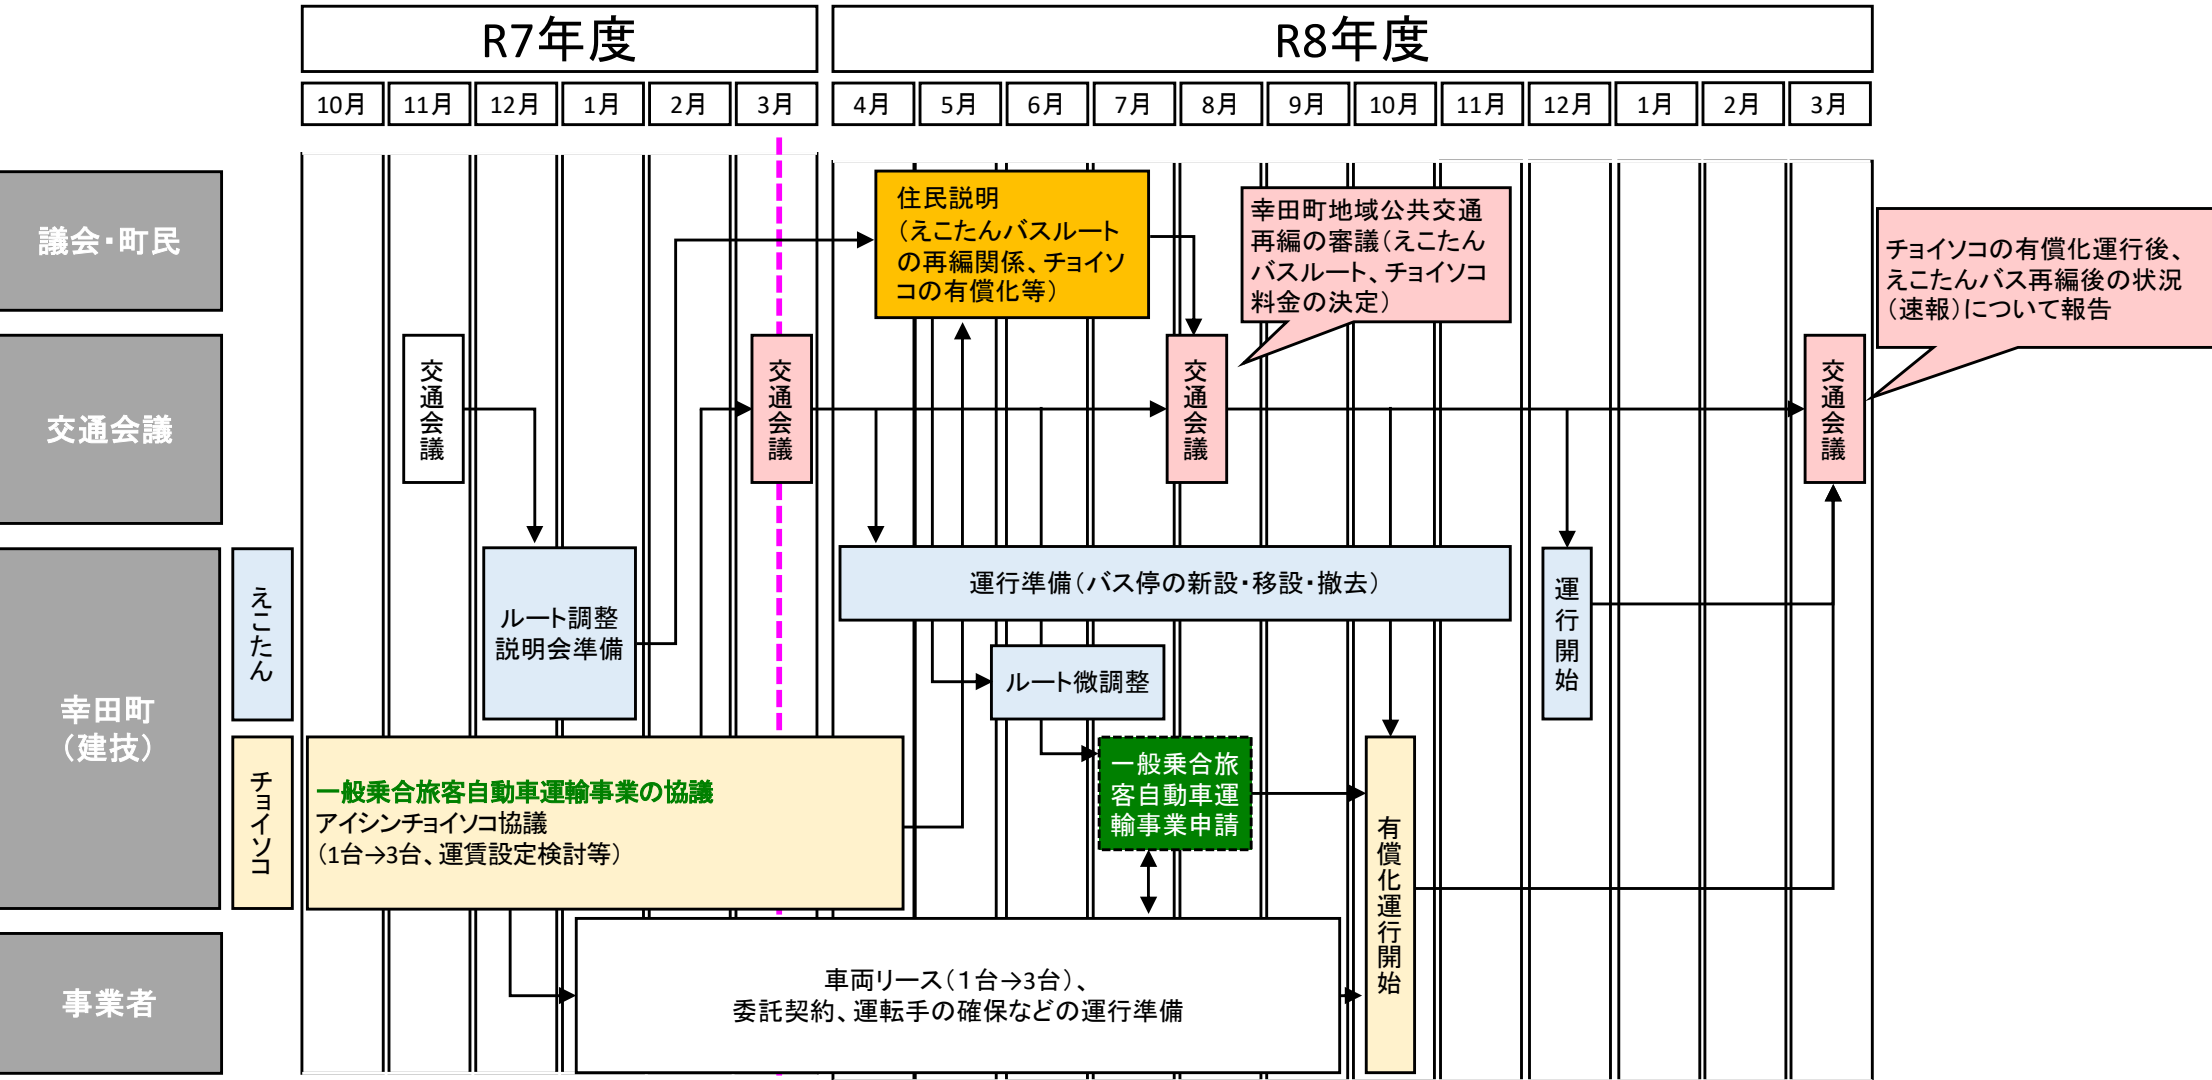 R7年度
R8年度
10月
11月
12月
1月
2月
3月
4月
5月
6月
7月
8月
9月
10月
11月
12月
1月
2月
3月
議会・町民
住民説明
（えこたんバスルート
の再編関係、チョイソ
コの有償化等）
幸田町地域公共交通
再編の審議（えこたん
バスルート、チョイソコ
料金の決定）
チョイソコの有償化運行後、
えこたんバス再編後の状況
（速報）について報告
交通会議
交通会議
交通会議
交通会議
交通会議
幸田町
（建技）
えこたん
ルート調整
説明会準備
運行準備（バス停の新設・移設・撤去）
ルート微調整
運行開始
チョイソコ
一般乗合旅客自動車運輸事業の協議
アイシンチョイソコ協議
（1台→3台、運賃設定検討等）
一般乗合旅
客自動車運
輸事業申請
有償化運行開始
事業者
車両リース（１台→3台）、
委託契約、運転手の確保などの運行準備